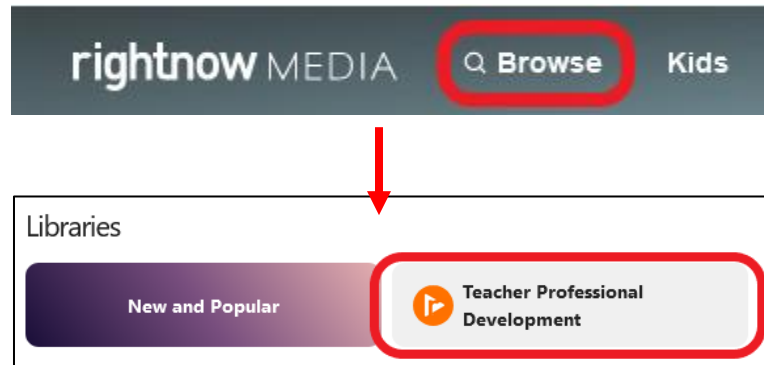 rightnow MEDIA Browse Kids
Libraries
New and Popular
Teacher Professional
Development